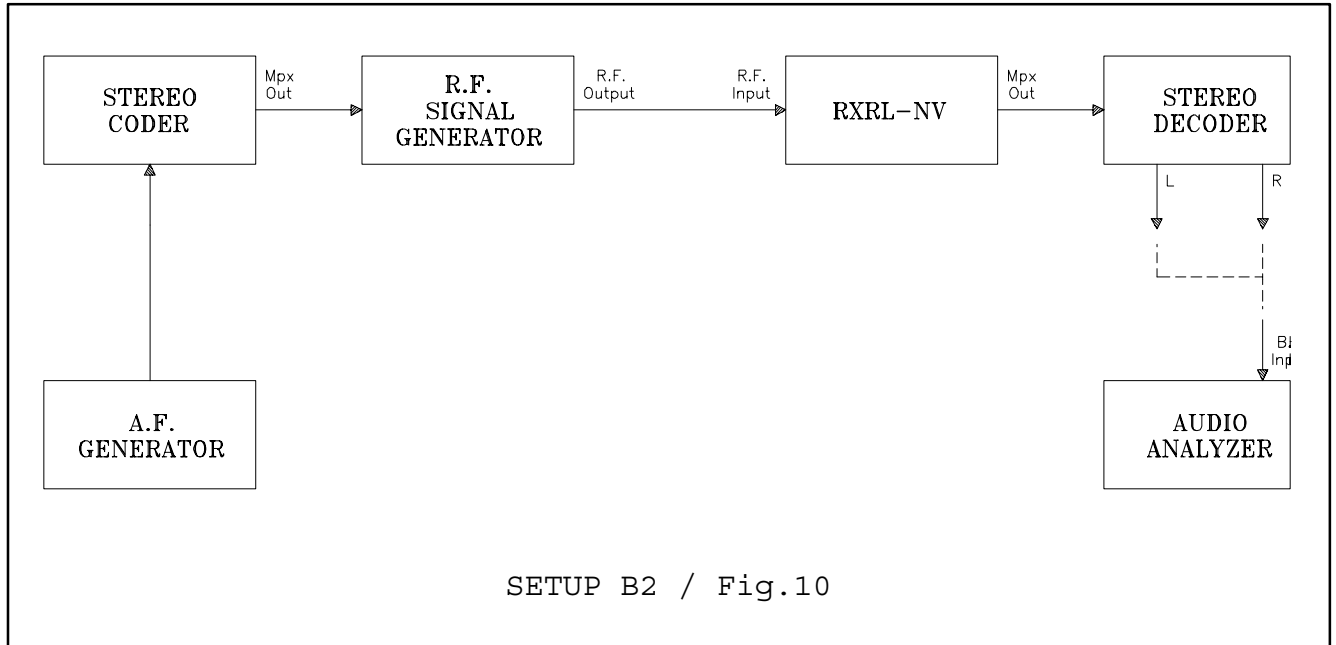 STEREO
CODER
Mpx
Out
R.F.
SIGNAL
GENERATOR
R.F.
Output
R.F.
Input
RXRL-NV
Mpx
Out
STEREO
DECODER
L
R
A.F.
GENERATOR
AUDIO
ANALYZER
SETUP B2 / Fig.10